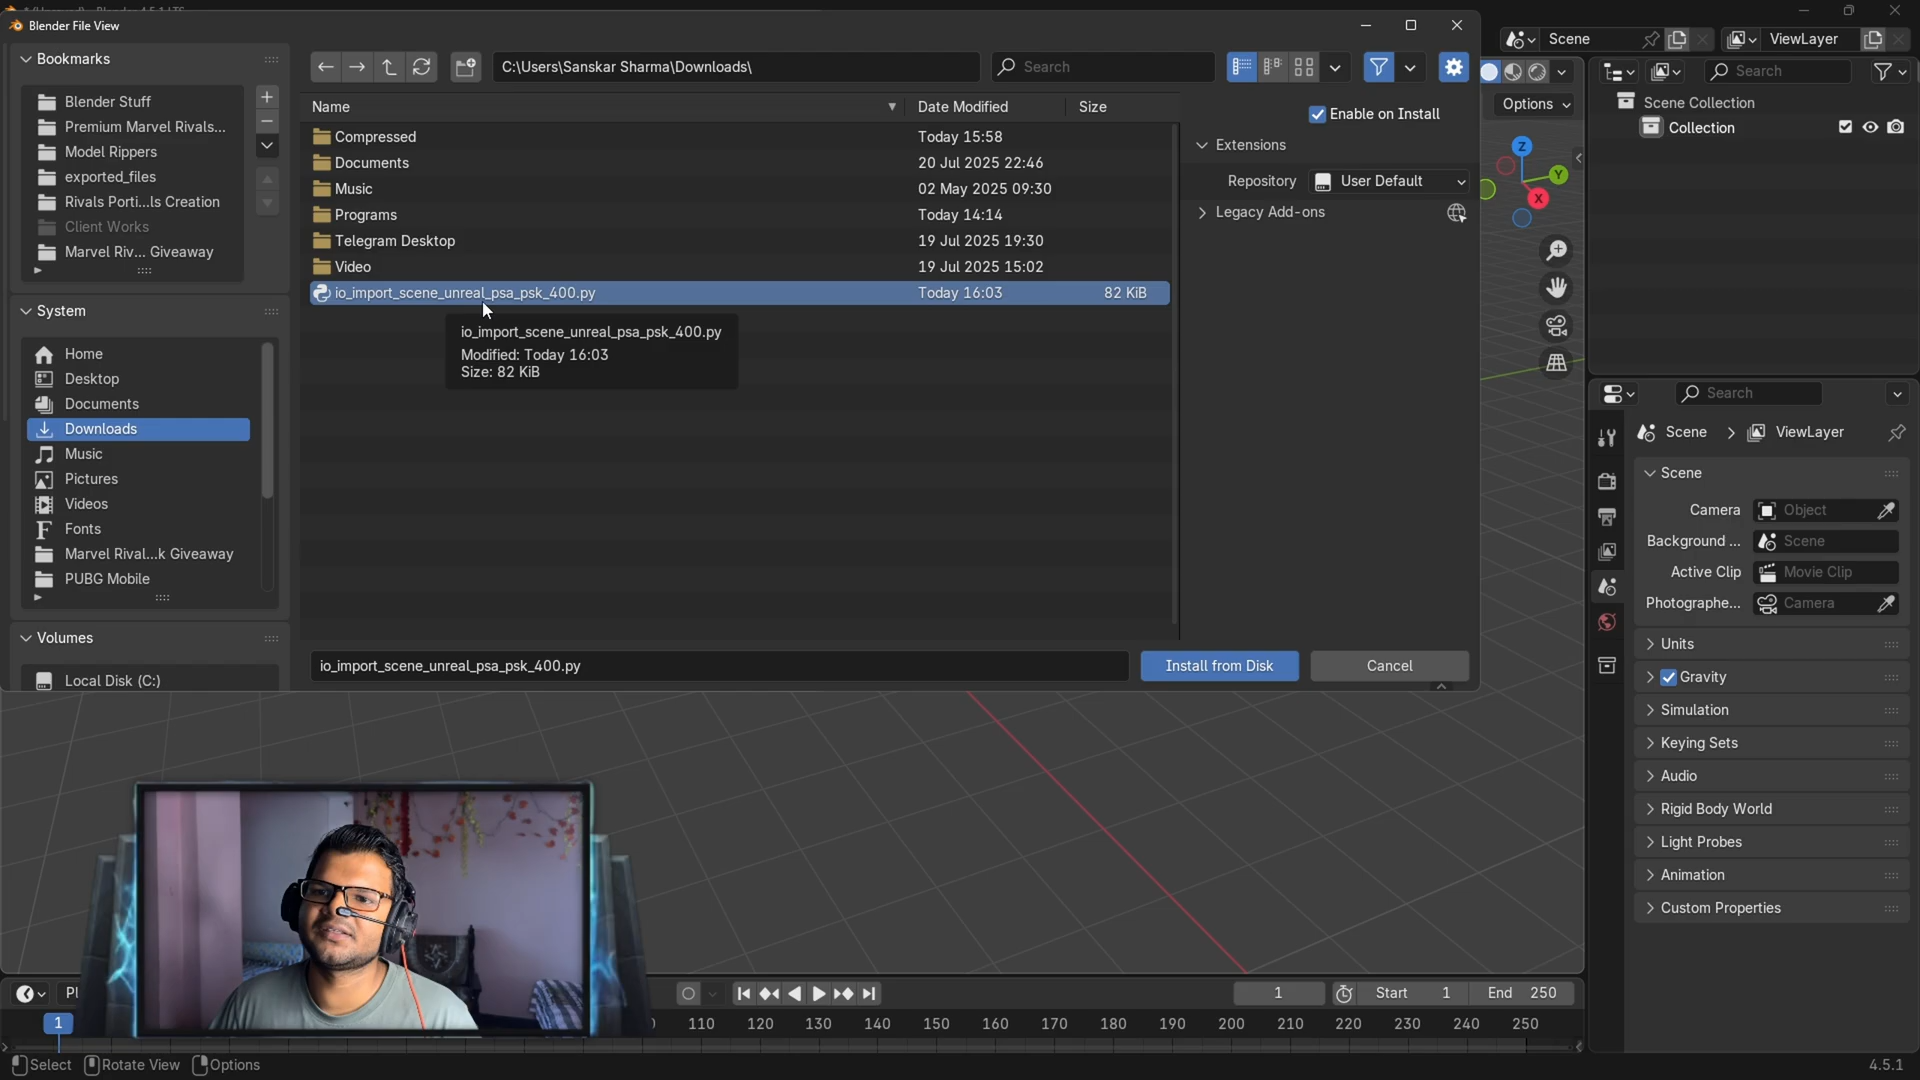 Blender File View
Bookmarks
Blender Stuff
Premium Marvel Rivals...
Model Rippers
exported_files
Rivals Porti...ls Creation
Client Works
Marvel Riv... Giveaway
System
Home
Desktop
Documents
Downloads
Music
Pictures
Videos
Fonts
Marvel Rival...k Giveaway
PUBG Mobile
Volumes
Local Disk (C:)
C:\Users\Sanskar Sharma\Downloads\
Search
Name Date Modified Size
Compressed Today 15:58
Documents 20 Jul 2025 22:46
Music 02 May 2025 09:30
Programs Today 14:14
Telegram Desktop 19 Jul 2025 19:30
Video 19 Jul 2025 15:02
io_import_scene_unreal_psa_psk_400.py Today 16:03 82 KiB
io_import_scene_unreal_psa_psk_400.py
Modified: Today 16:03
Size: 82 KiB
io_import_scene_unreal_psa_psk_400.py
Install from Disk
Cancel
Enable on Install
Extensions
Repository User Default
Legacy Add-ons
Scene
ViewLayer
Options
Z
Y
X
Search
Scene Collection
Collection
Search
Scene ViewLayer
Scene
Camera Object
Background ... Scene
Active Clip Movie Clip
Photographe... Camera
Units
Gravity
Simulation
Keying Sets
Audio
Rigid Body World
Light Probes
Animation
Custom Properties
1 Start 1 End 250
1 110 120 130 140 150 160 170 180 190 200 210 220 230 240 250
Select Rotate View Options
4.5.1